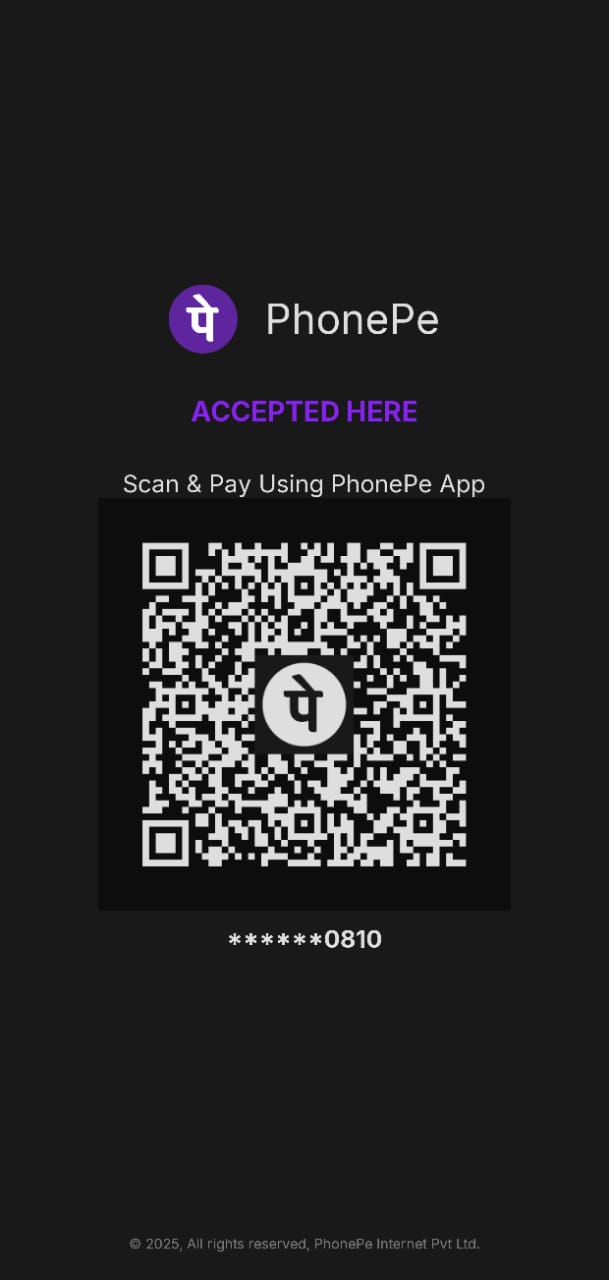 पे PhonePe
ACCEPTED HERE
Scan & Pay Using PhonePe App
पे
******0810
© 2025, All rights reserved, PhonePe Internet Pvt Ltd.